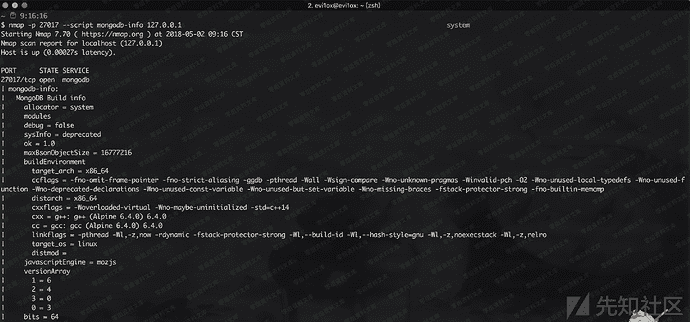 2. evilox@evilox: ~ (zsh)
~ 9:16:16
$ nmap -p 27017 --script mongodb-info 127.0.0.1 system
Starting Nmap 7.70 ( https://nmap.org ) at 2018-05-02 09:16 CST
Nmap scan report for localhost (127.0.0.1)
Host is up (0.00027s latency).
PORT STATE SERVICE
27017/tcp open mongodb
| mongodb-info:
| MongoDB Build info
| allocator = system
| modules
| debug = false
| sysInfo = deprecated
| ok = 1.0
| maxBsonObjectSize = 16777216
| buildEnvironment
| target_arch = x86_64
| ccflags = -fno-omit-frame-pointer -fno-strict-aliasing -ggdb -pthread -Wall -Wsign-compare -Wno-unknown-pragmas -Winvalid-pch -O2 -Wno-unused-local-typedefs -Wno-unused-f
unction -Wno-deprecated-declarations -Wno-unused-const-variable -Wno-unused-but-set-variable -Wno-missing-braces -fstack-protector-strong -fno-builtin-memcmp
| distarch = x86_64
| cxxflags = -Woverloaded-virtual -Wno-maybe-uninitialized -std=c++14
| cxx = g++: g++ (Alpine 6.4.0) 6.4.0
| cc = gcc: gcc (Alpine 6.4.0) 6.4.0
| linkflags = -pthread -Wl,-z,now -rdynamic -fstack-protector-strong -Wl,--build-id -Wl,--hash-style=gnu -Wl,-z,noexecstack -Wl,-z,relro
| target_os = linux
| distmod =
| javascriptEngine = mozjs
| versionArray
| 1 = 6
| 2 = 4
| 3 = 0
| 0 = 3
| bits = 64
先知社区